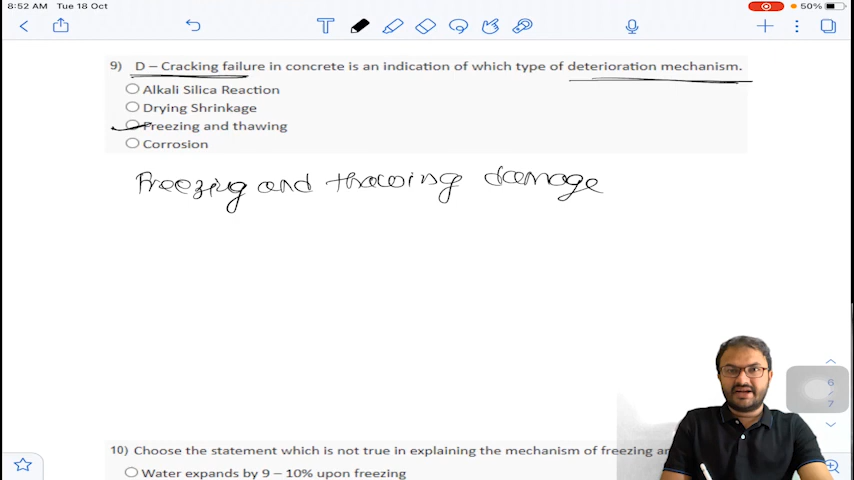 8:52 AM Tue 18 Oct
50%
9) D – Cracking failure in concrete is an indication of which type of deterioration mechanism.
Alkali Silica Reaction
Drying Shrinkage
Freezing and thawing
Corrosion
Freezing and thawing damage
6
7
10) Choose the statement which is not true in explaining the mechanism of freezing
Water expands by 9 – 10% upon freezing